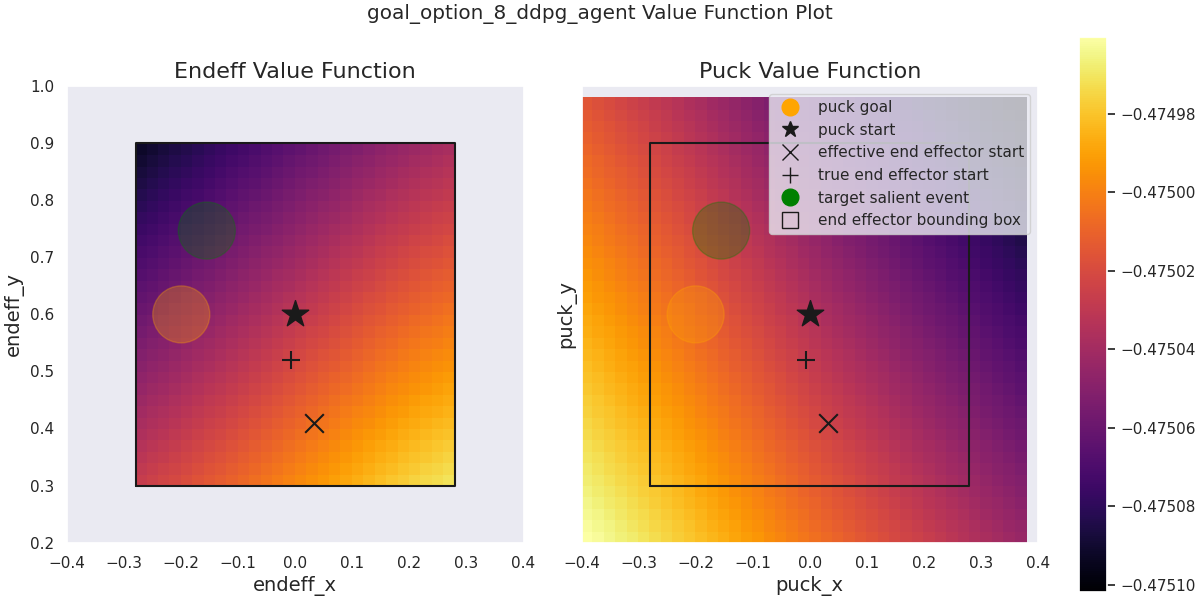 goal_option_8_ddpg_agent Value Function Plot
Endeff Value Function
1.0
0.9
0.8
0.7
0.6
0.5
0.4
0.3
0.2
endeff_y
−0.4 −0.3 −0.2 −0.1 0.0 0.1 0.2 0.3 0.4
endeff_x
Puck Value Function
puck goal
puck start
effective end effector start
true end effector start
target salient event
end effector bounding box
puck_y
−0.4 −0.3 −0.2 −0.1 0.0 0.1 0.2 0.3 0.4
puck_x
−0.47498
−0.47500
−0.47502
−0.47504
−0.47506
−0.47508
−0.47510